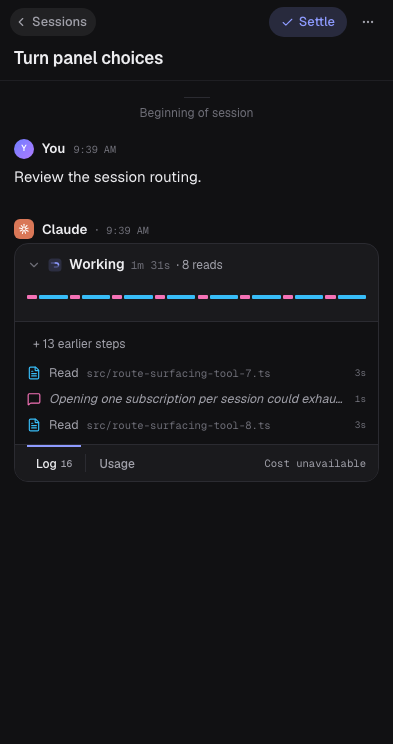 Sessions
Settle
Turn panel choices
Beginning of session
Y
You 9:39 AM
Review the session routing.
Claude · 9:39 AM
Working 1m 31s · 8 reads
+ 13 earlier steps
Read src/route-surfacing-tool-7.ts 3s
Opening one subscription per session could exhau… 1s
Read src/route-surfacing-tool-8.ts 3s
Log 16 Usage Cost unavailable